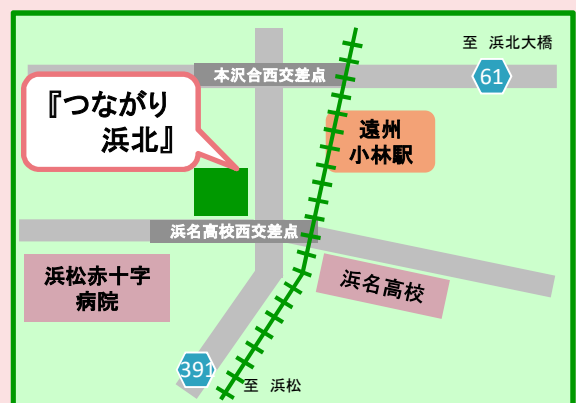 至 浜北大橋
本沢合西交差点
61
『つながり
浜北』
遠州
小林駅
浜名高校西交差点
浜松赤十字
病院
浜名高校
391
至 浜松